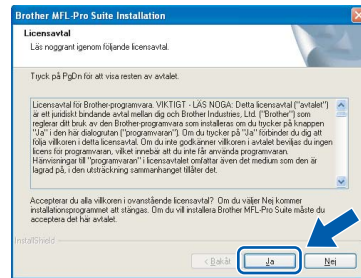 Brother MFL-Pro Suite Installation
Licensavtal
Läs noggrant igenom följande licensavtal.
Tryck på PgDn för att visa resten av avtalet.
Licensavtal för Brother-programvara. VIKTIGT - LÄS NOGA: Detta licensavtal ("avtalet")
är ett juridiskt bindande avtal mellan dig och Brother Industries, Ltd. ("Brother") som
reglerar ditt bruk av den Brother-programvara som installeras om du trycker på knappen
"Ja" i den här dialogrutan ("programvaran"). Om du trycker på "Ja" förbinder du dig att
följa villkoren i detta licensavtal. Om du inte godkänner villkoren i avtalet beviljas du ingen
licens för programvaran, vilket innebär att du inte får använda programvaran.
Hänvisningar till "programvaran" i licensavtalet omfattar även det medium som den är
lagrad på, i den utsträckning sammanhanget tillåter det.
Accepterar du alla villkoren i ovanstående licensavtal? Om du väljer Nej kommer
installationsprogrammet att stängas. Om du vill installera Brother MFL-Pro Suite måste du
acceptera det här avtalet.
InstallShield
< Bakåt Ja Nej